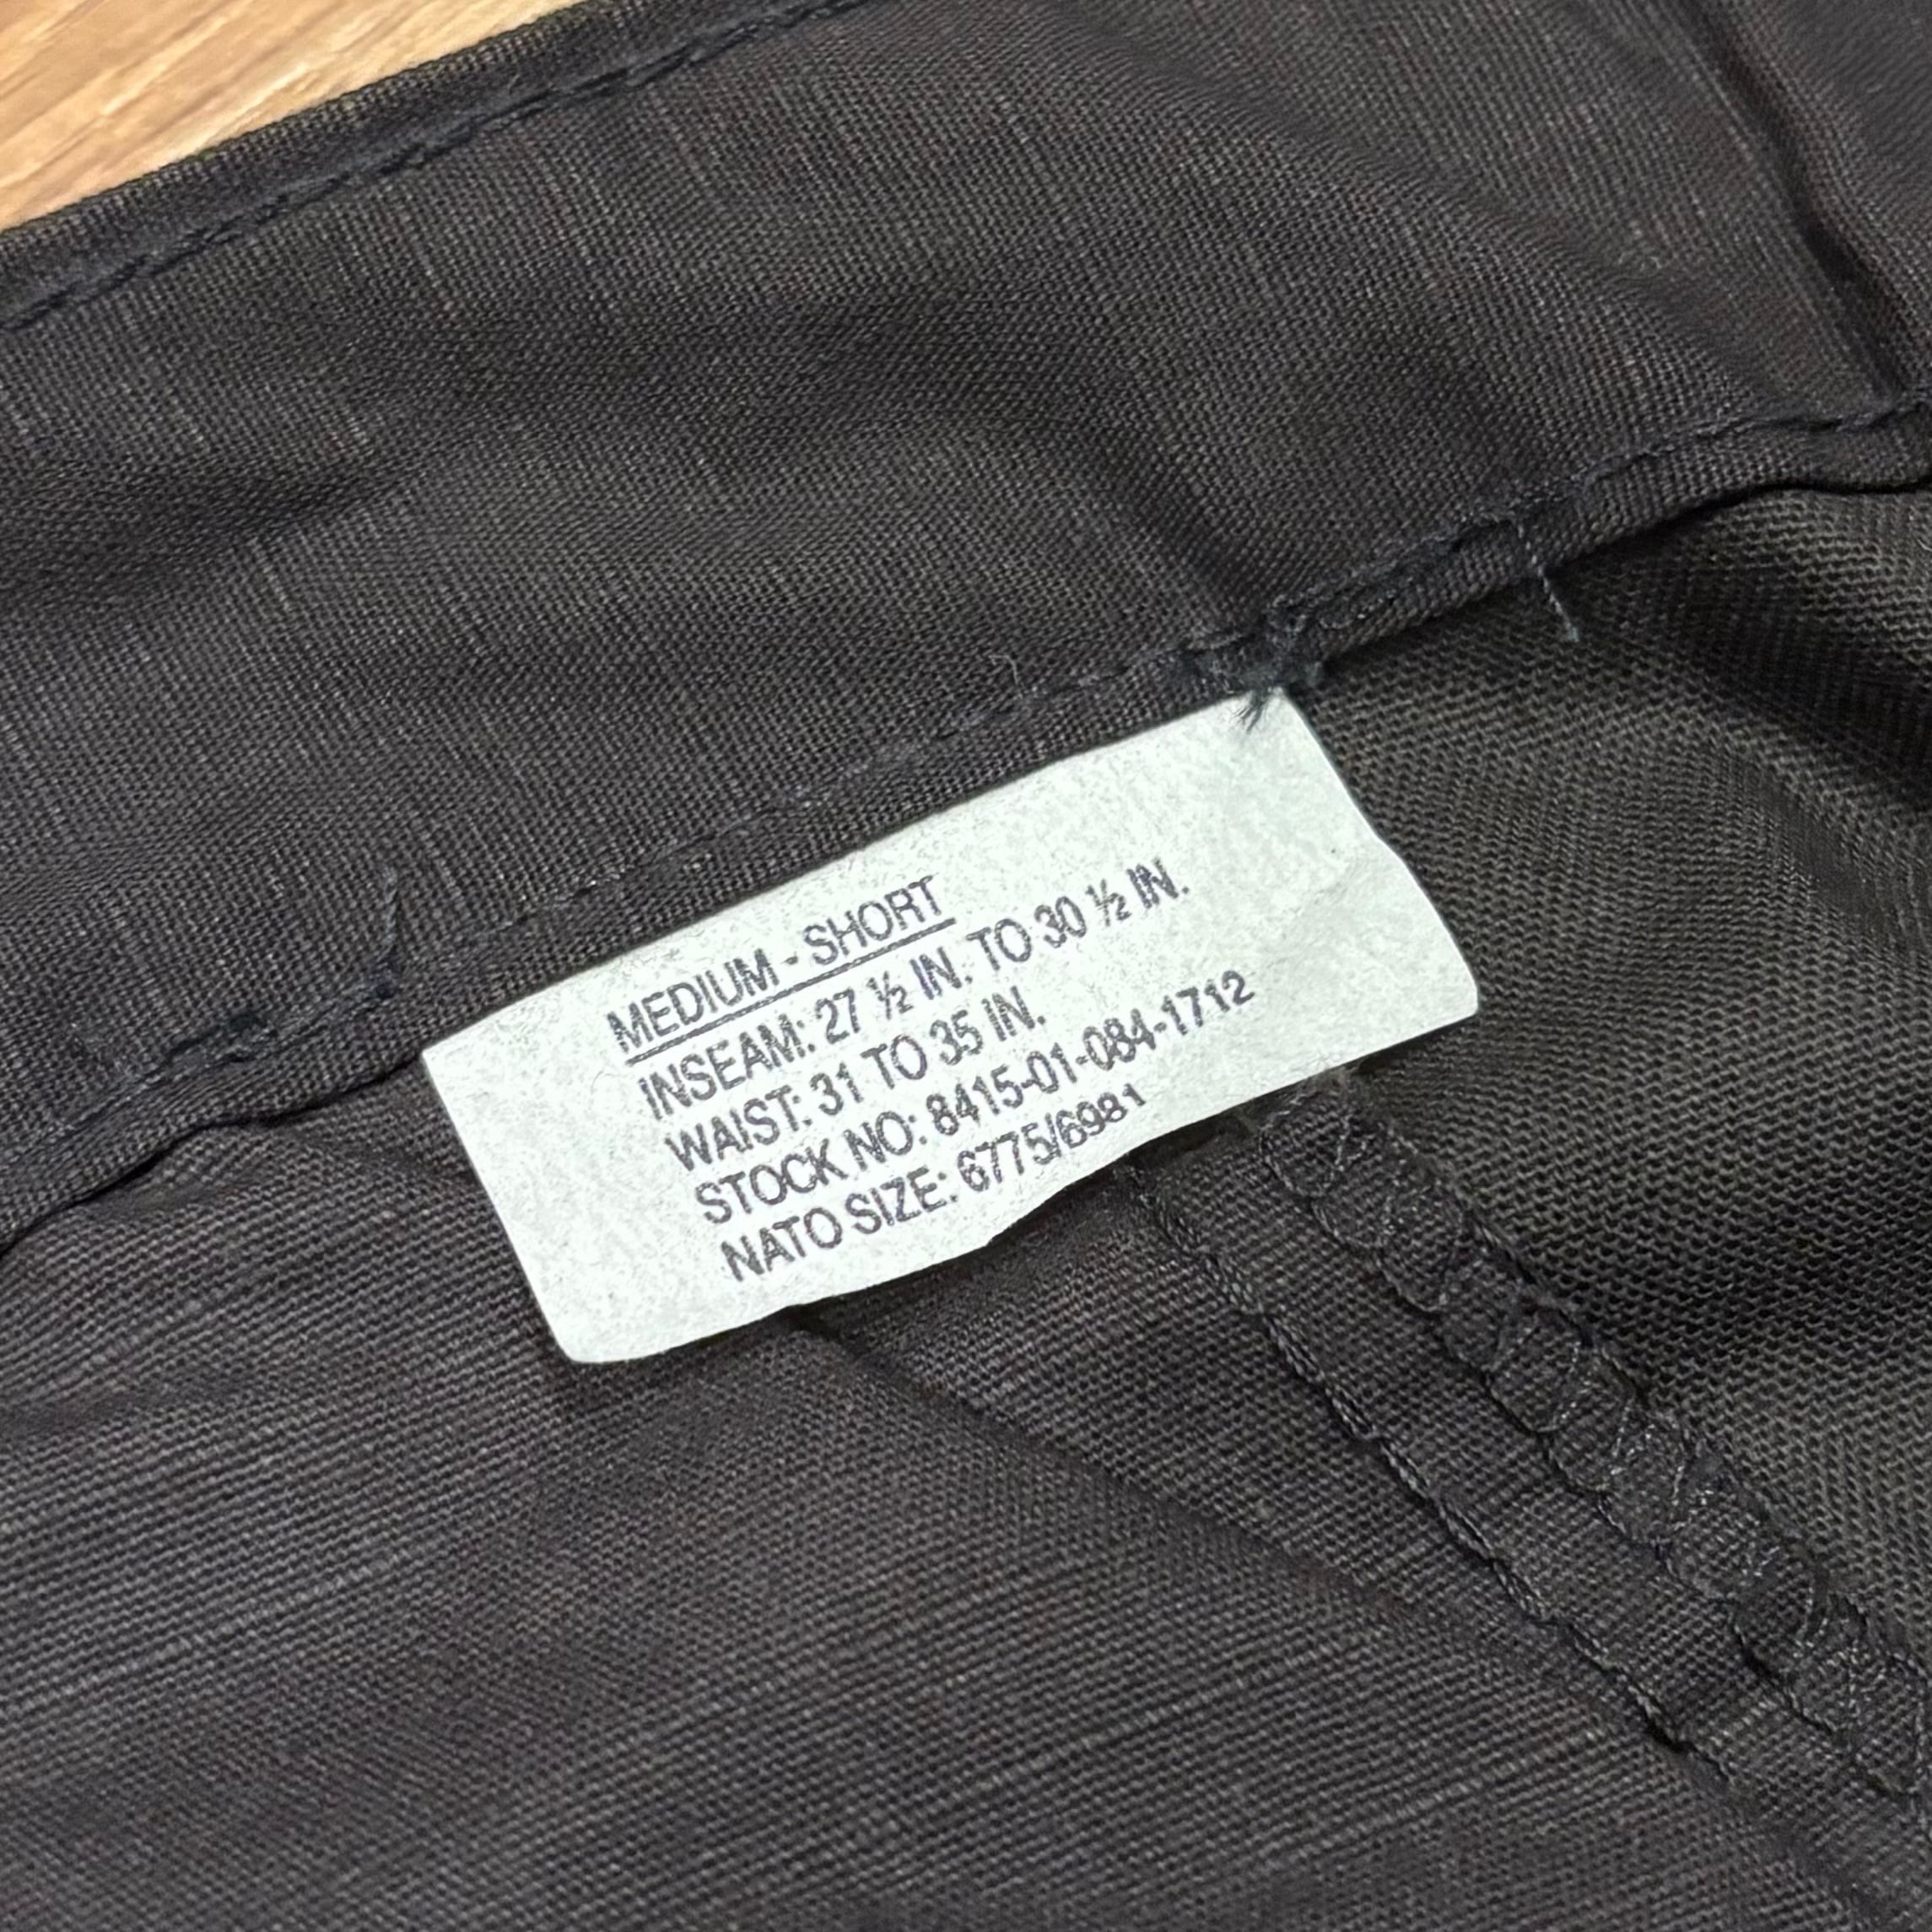 MEDIUM - SHORT
INSEAM: 27 ½ IN. TO 30 ½ IN.
WAIST: 31 TO 35 IN.
STOCK NO: 8415-01-084-1712
NATO SIZE: 6775/6981